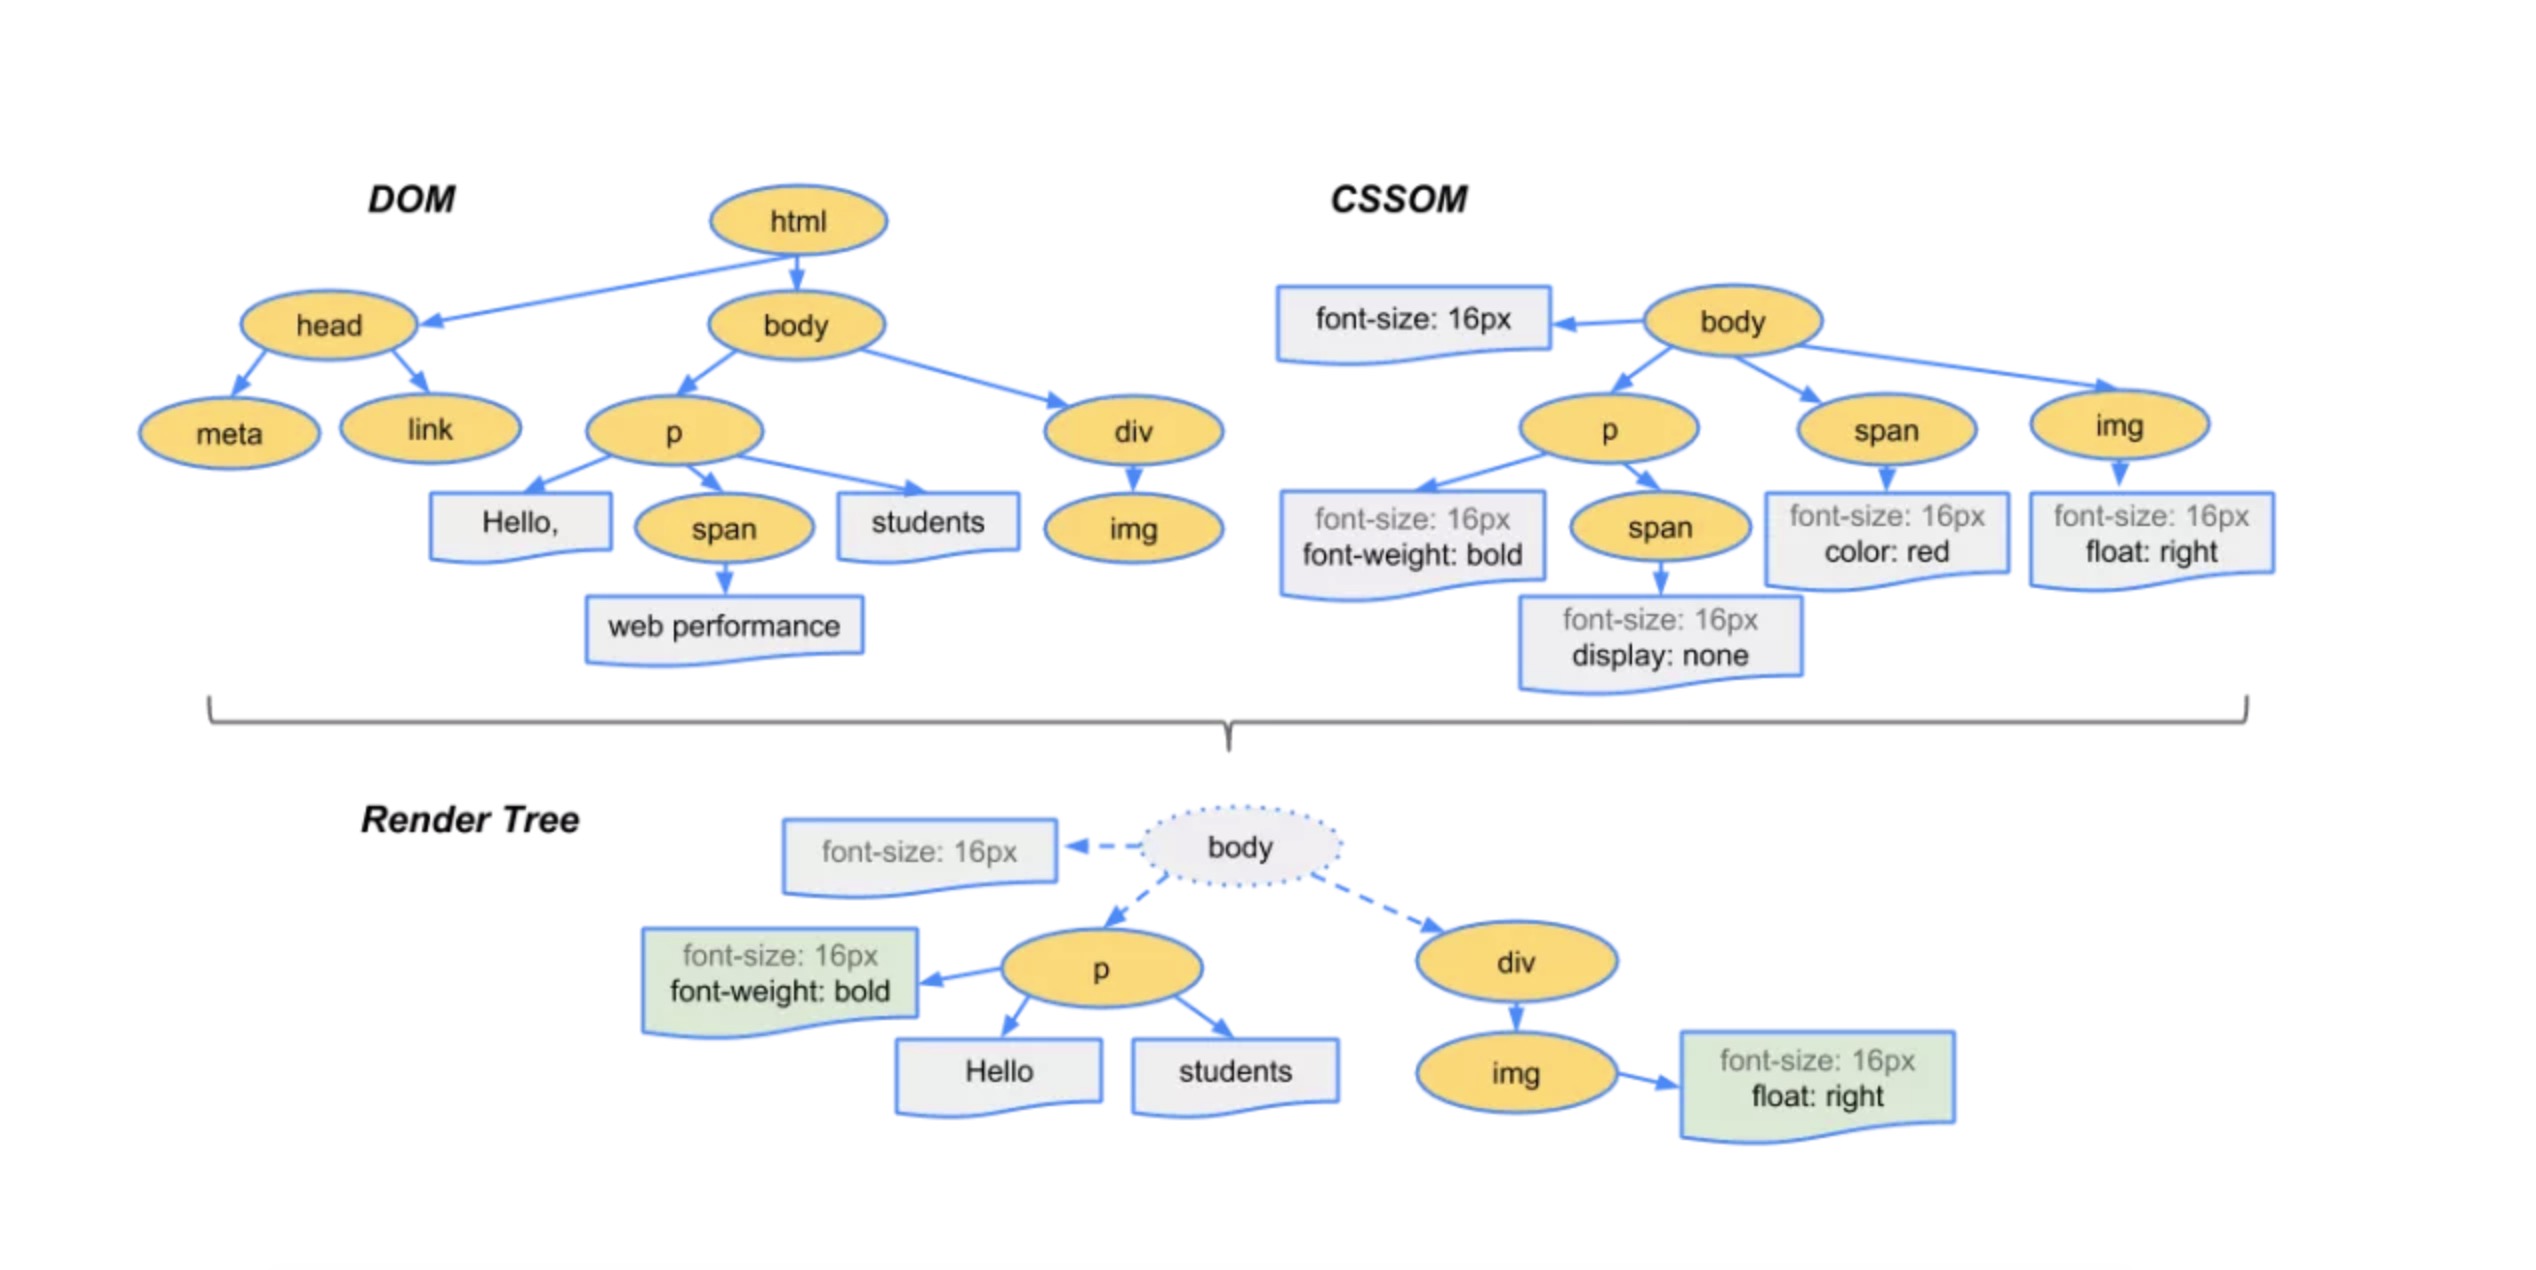 DOM
html
head
body
meta
link
p
div
Hello,
span
students
img
web performance
CSSOM
font-size: 16px
body
p
span
img
font-size: 16px
font-weight: bold
span
font-size: 16px
color: red
font-size: 16px
float: right
font-size: 16px
display: none
Render Tree
font-size: 16px
body
font-size: 16px
font-weight: bold
p
div
Hello
students
img
font-size: 16px
float: right